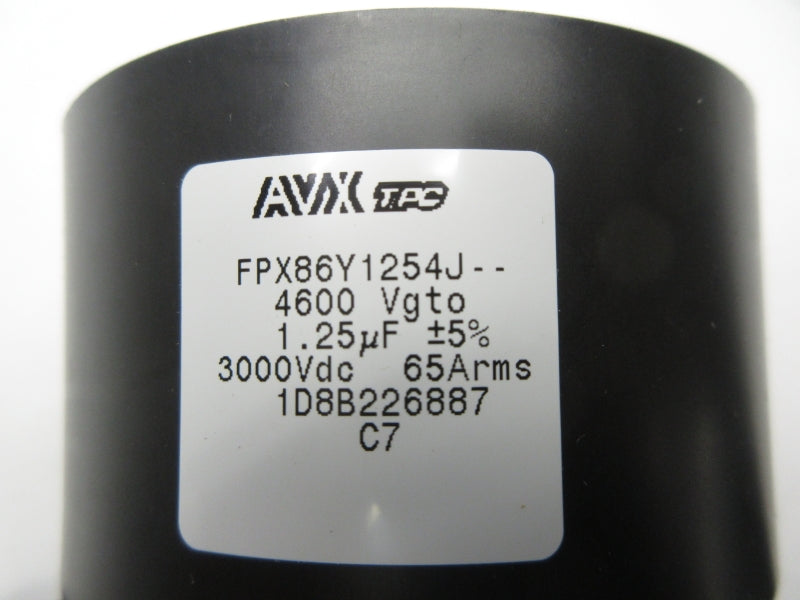 AVX TPC
FPX86Y1254J--
4600 Vgto
1.25µF ±5%
3000Vdc 65Arms
1D8B226887
C7